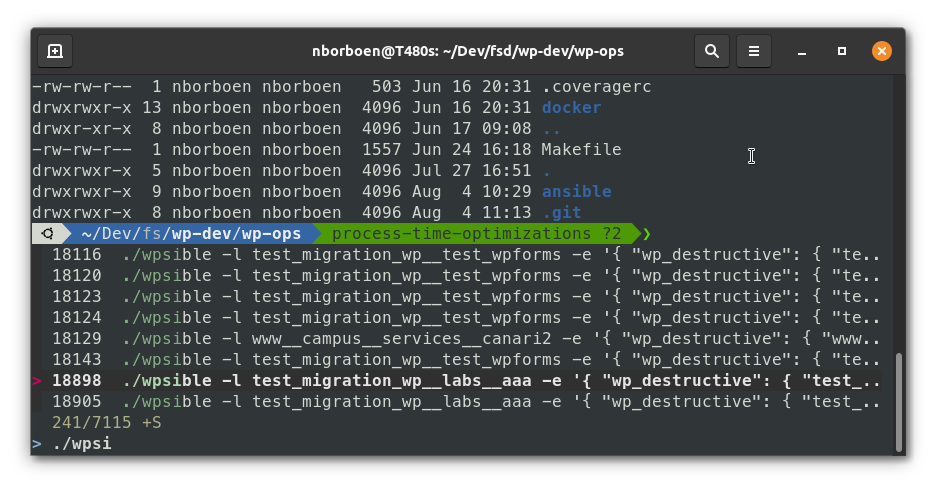 nborboen@T480s: ~/Dev/fsd/wp-dev/wp-ops
-rw-rw-r-- 1 nborboen nborboen 503 Jun 16 20:31 .coveragerc
drwxrwxr-x 13 nborboen nborboen 4096 Jun 16 20:31 docker
drwxr-xr-x 8 nborboen nborboen 4096 Jun 17 09:08 ..
-rw-rw-r-- 1 nborboen nborboen 1557 Jun 24 16:18 Makefile
drwxrwxr-x 5 nborboen nborboen 4096 Jul 27 16:51 .
drwxrwxr-x 9 nborboen nborboen 4096 Aug 4 10:29 ansible
drwxrwxr-x 8 nborboen nborboen 4096 Aug 4 11:13 .git
~/Dev/fs/wp-dev/wp-ops process-time-optimizations ?2 ❯
18116 ./wpsible -l test_migration_wp__test_wpforms -e '{ "wp_destructive": { "te..
18120 ./wpsible -l test_migration_wp__test_wpforms -e '{ "wp_destructive": { "te..
18123 ./wpsible -l test_migration_wp__test_wpforms -e '{ "wp_destructive": { "te..
18124 ./wpsible -l test_migration_wp__test_wpforms -e '{ "wp_destructive": { "te..
18129 ./wpsible -l www__campus__services__canari2 -e '{ "wp_destructive": { "www..
18143 ./wpsible -l test_migration_wp__test_wpforms -e '{ "wp_destructive": { "te..
> 18898 ./wpsible -l test_migration_wp__labs__aaa -e '{ "wp_destructive": { "test_..
18905 ./wpsible -l test_migration_wp__labs__aaa -e '{ "wp_destructive": { "test_..
241/7115 +S
> ./wpsi